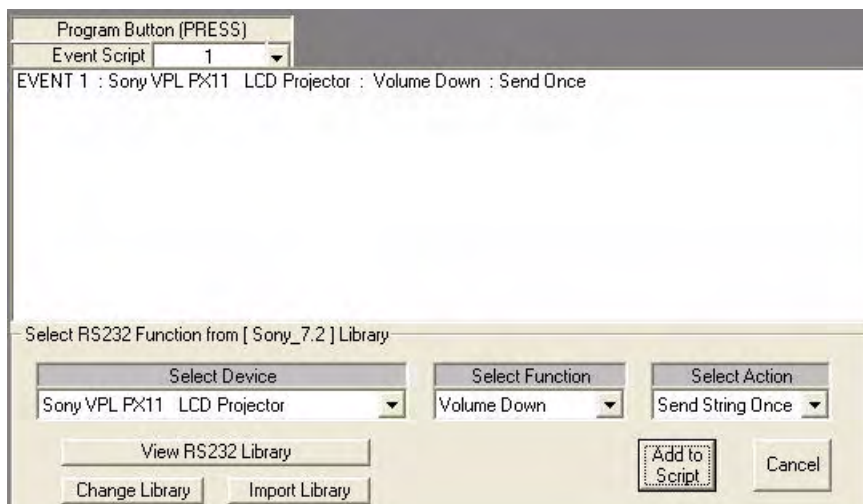 Program Button (PRESS)
Event Script 1
EVENT 1 : Sony VPL PX11 LCD Projector : Volume Down : Send Once
Select RS232 Function from [ Sony_7.2 ] Library
Select Device Select Function Select Action
Sony VPL PX11 LCD Projector Volume Down Send String Once
View RS232 Library
Add to Script
Cancel
Change Library Import Library